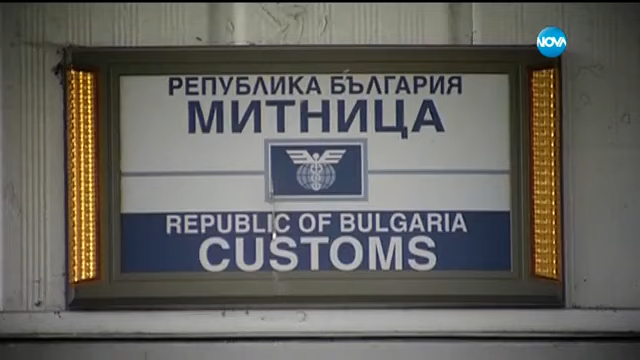 NOVA
РЕПУБЛИКА БЪЛГАРИЯ
МИТНИЦА
REPUBLIC OF BULGARIA
CUSTOMS